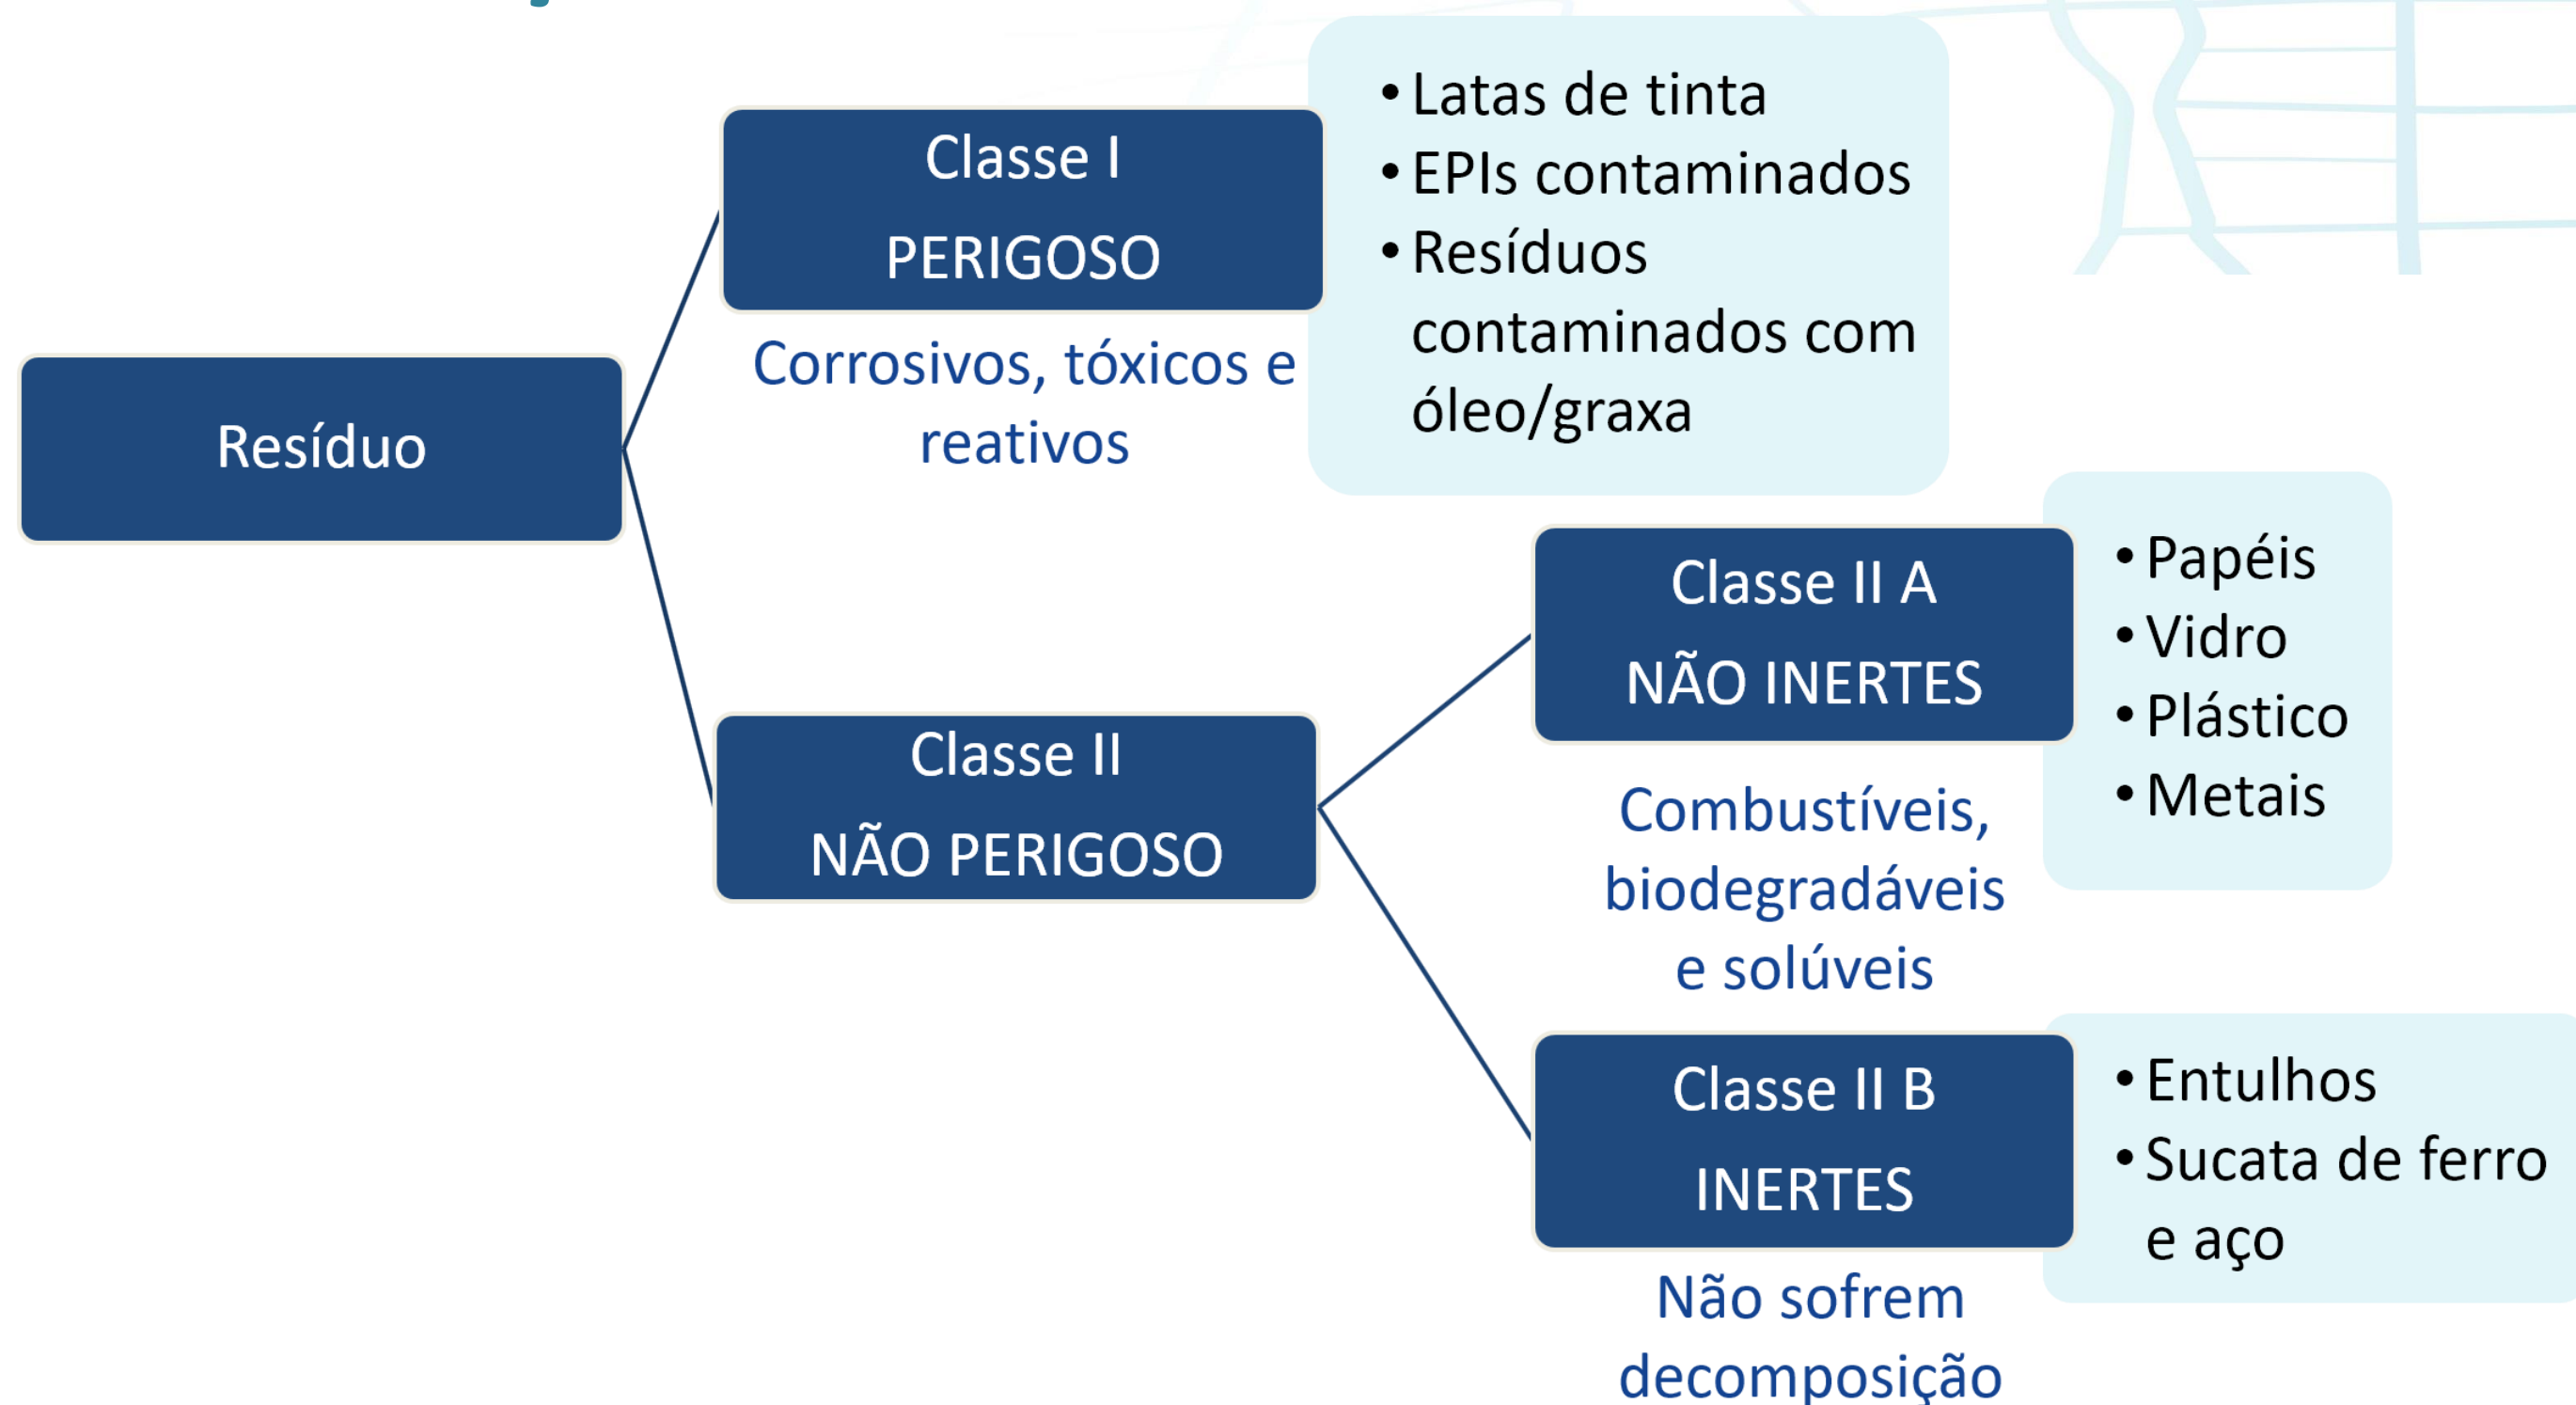 Resíduo
Classe I
PERIGOSO
Corrosivos, tóxicos e
reativos
• Latas de tinta
• EPIs contaminados
• Resíduos
contaminados com
óleo/graxa
Classe II
NÃO PERIGOSO
Classe II A
NÃO INERTES
Combustíveis,
biodegradáveis
e solúveis
• Papéis
• Vidro
• Plástico
• Metais
Classe II B
INERTES
Não sofrem
decomposição
• Entulhos
• Sucata de ferro
e aço